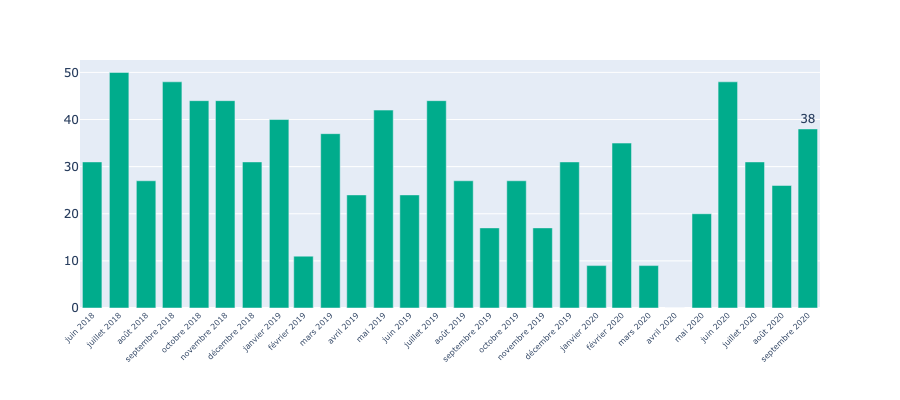 50
40
30
20
10
0
38
juin 2018
juillet 2018
août 2018
septembre 2018
octobre 2018
novembre 2018
décembre 2018
janvier 2019
février 2019
mars 2019
avril 2019
mai 2019
juin 2019
juillet 2019
août 2019
septembre 2019
octobre 2019
novembre 2019
décembre 2019
janvier 2020
février 2020
mars 2020
avril 2020
mai 2020
juin 2020
juillet 2020
août 2020
septembre 2020